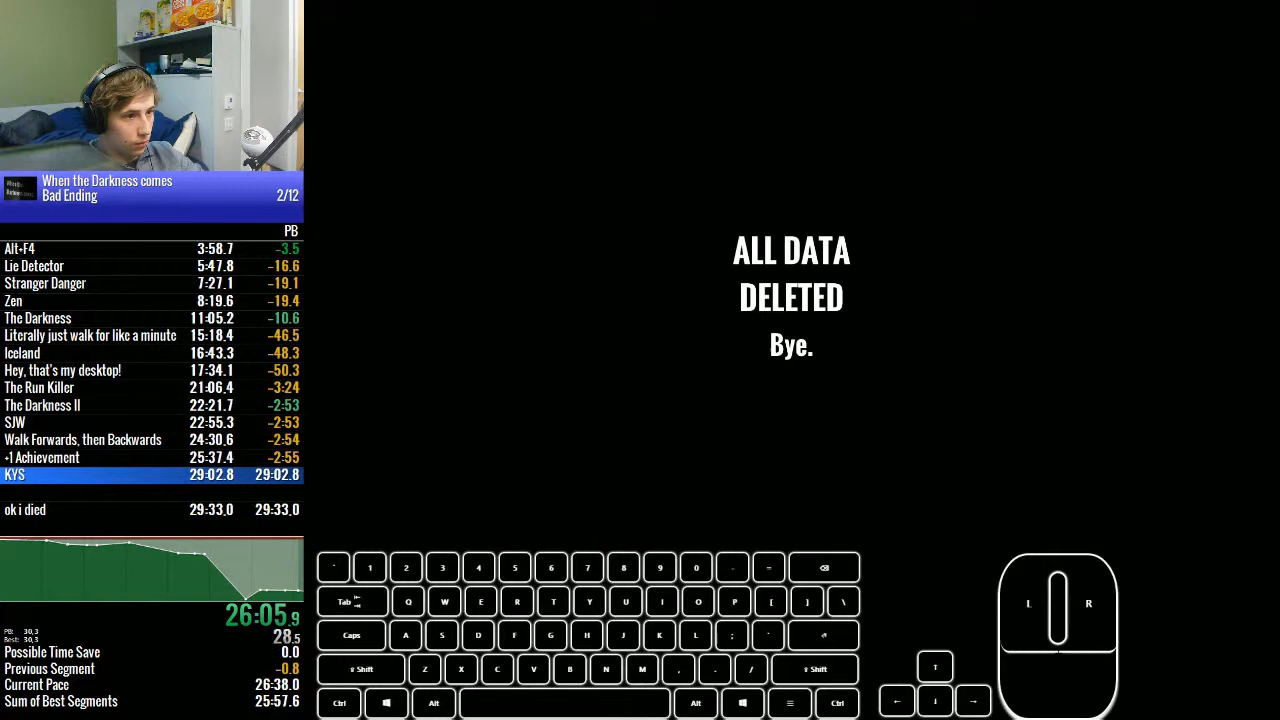 When the Darkness comes
Bad Ending 2/12
PB
Alt+F4 3:58.7 -3.5
Lie Detector 5:47.8 -16.6
Stranger Danger 7:27.1 -19.1
Zen 8:19.6 -19.4
The Darkness 11:05.2 -10.6
Literally just walk for like a minute 15:18.4 -46.5
Iceland 16:43.3 -48.3
Hey, that's my desktop! 17:34.1 -50.3
The Run Killer 21:06.4 -3:24
The Darkness II 22:21.7 -2:53
SJW 22:55.3 -2:53
Walk Forwards, then Backwards 24:30.6 -2:54
+1 Achievement 25:37.4 -2:55
KYS 29:02.8 29:02.8
ok i died 29:33.0 29:33.0
26:05.9
PB: 30,3
Best: 30,3
28.5
Possible Time Save 0.0
Previous Segment -0.8
Current Pace 26:38.0
Sum of Best Segments 25:57.6
ALL DATA
DELETED
Bye.
` 1 2 3 4 5 6 7 8 9 0 - = ⌫
Tab Q W E R T Y U I O P [ ] \
Caps A S D F G H J K L ; ' ⏎
⇧ Shift Z X C V B N M , . / ⇧ Shift
Ctrl Alt Alt ☰ Ctrl
↑
← ↓ →
L R